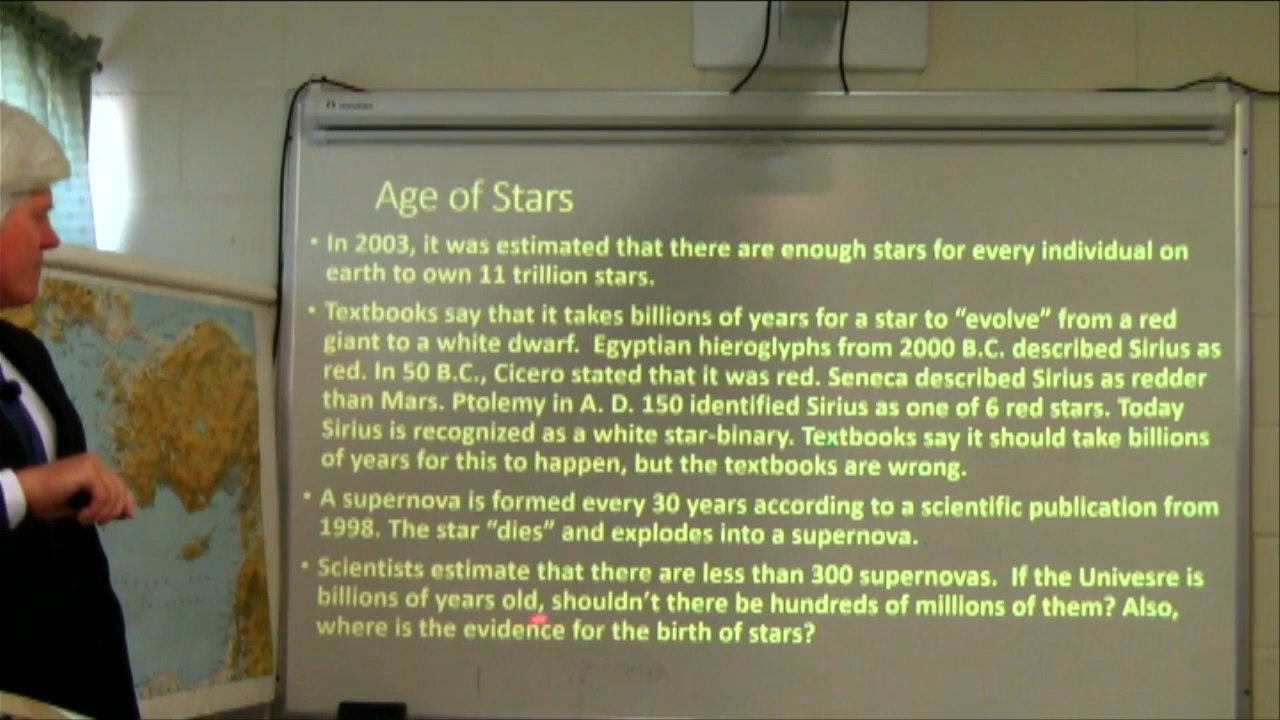 Age of Stars
• In 2003, it was estimated that there are enough stars for every individual on
earth to own 11 trillion stars.
• Textbooks say that it takes billions of years for a star to “evolve” from a red
giant to a white dwarf. Egyptian hieroglyphs from 2000 B.C. described Sirius as
red. In 50 B.C., Cicero stated that it was red. Seneca described Sirius as redder
than Mars. Ptolemy in A. D. 150 identified Sirius as one of 6 red stars. Today
Sirius is recognized as a white star-binary. Textbooks say it should take billions
of years for this to happen, but the textbooks are wrong.
• A supernova is formed every 30 years according to a scientific publication from
1998. The star “dies” and explodes into a supernova.
• Scientists estimate that there are less than 300 supernovas. If the Univesre is
billions of years old, shouldn’t there be hundreds of millions of them? Also,
where is the evidence for the birth of stars?